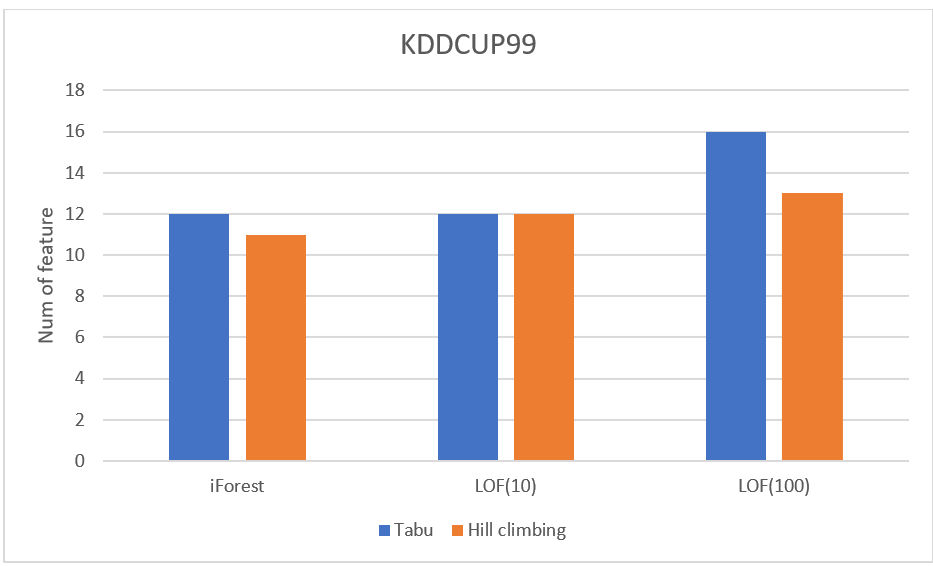 KDDCUP99
Num of feature
18
16
14
12
10
8
6
4
2
0
iForest LOF(10) LOF(100)
Tabu Hill climbing